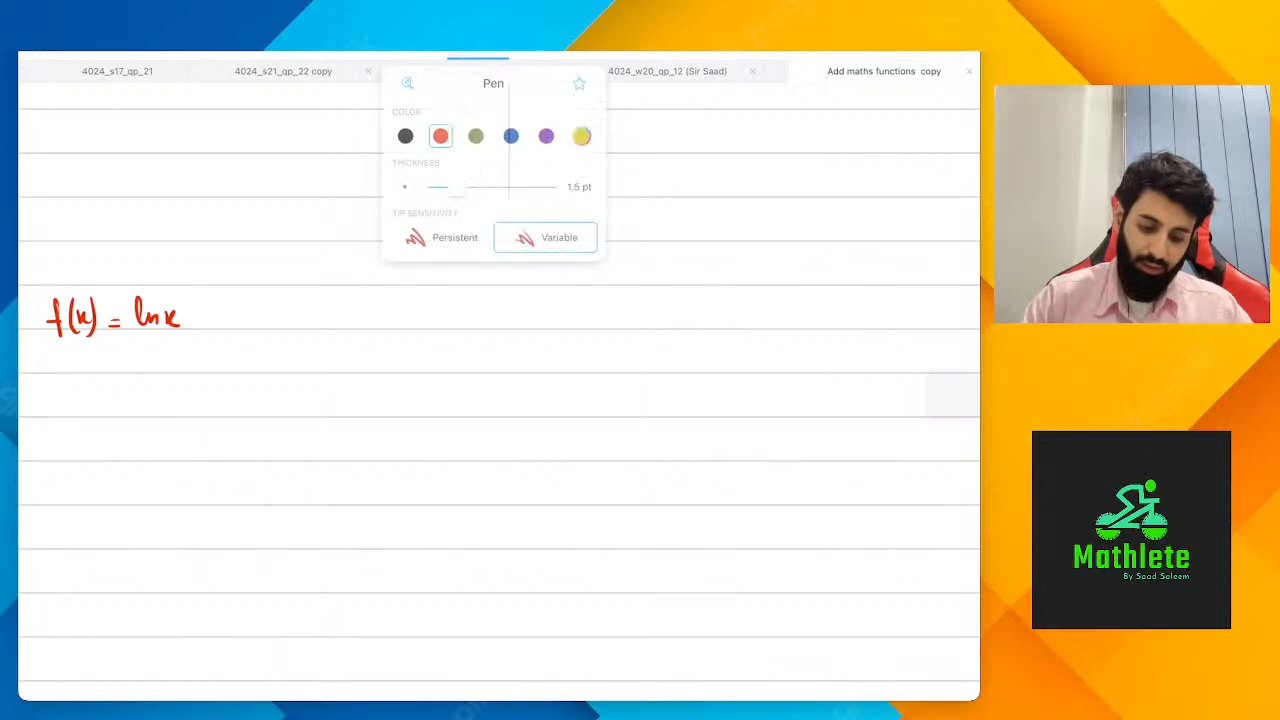 4024_s17_qp_21
4024_s21_qp_22 copy
4024_w20_qp_12 (Sir Saad)
Add maths functions copy
Pen
COLOR
THICKNESS
1.5 pt
TIP SENSITIVITY
Persistent
Variable
f(x) = ln x
Mathlete
By Saad Saleem